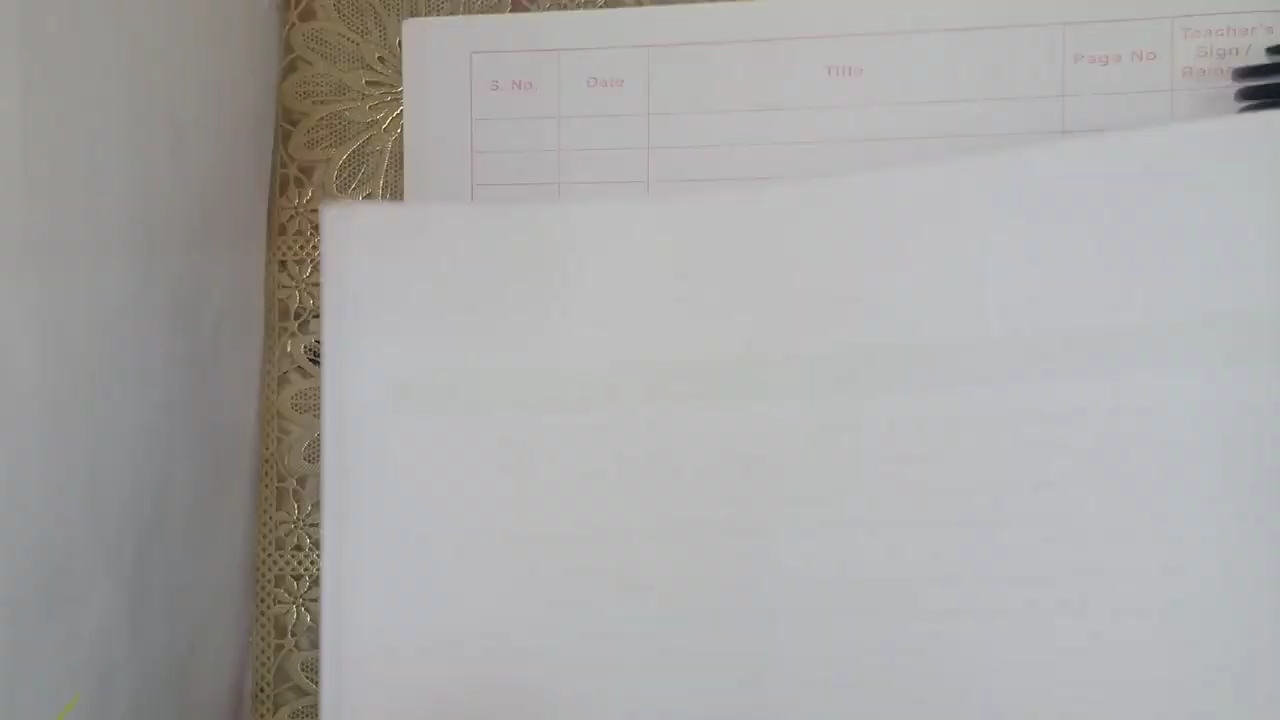 S. No.
Date
Title
Page No
Teacher's
Sign /